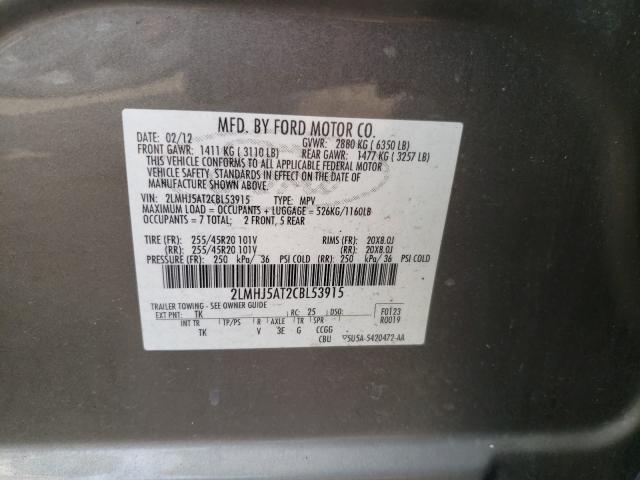 MFD. BY FORD MOTOR CO.
DATE: 02/12 GVWR: 2880 KG ( 6350 LB)
FRONT GAWR: 1411 KG ( 3110 LB) REAR GAWR: 1477 KG ( 3257 LB)
THIS VEHICLE CONFORMS TO ALL APPLICABLE FEDERAL MOTOR
VEHICLE SAFETY STANDARDS IN EFFECT ON THE DATE OF
MANUFACTURE SHOWN ABOVE.
VIN: 2LMHJ5AT2CBL53915 TYPE: MPV
MAXIMUM LOAD = OCCUPANTS + LUGGAGE = 526KG/1160LB
OCCUPANTS = 7 TOTAL; 2 FRONT, 5 REAR
TIRE (FR): 255/45R20 101V RIMS (FR): 20X8.0J
(RR): 255/45R20 101V (RR): 20X8.0J
PRESSURE (FR): 250 kPa/ 36 PSI COLD (RR): 250 kPa/ 36 PSI COLD
2LMHJ5AT2CBL53915
TRAILER TOWING - SEE OWNER GUIDE
EXT PNT: TK RC: 25 DSO: F0123
R0019
INT TR TP/PS R AXLE TR SPR
TK V 3E G CCGG
CBU 5U5A-5420472-AA